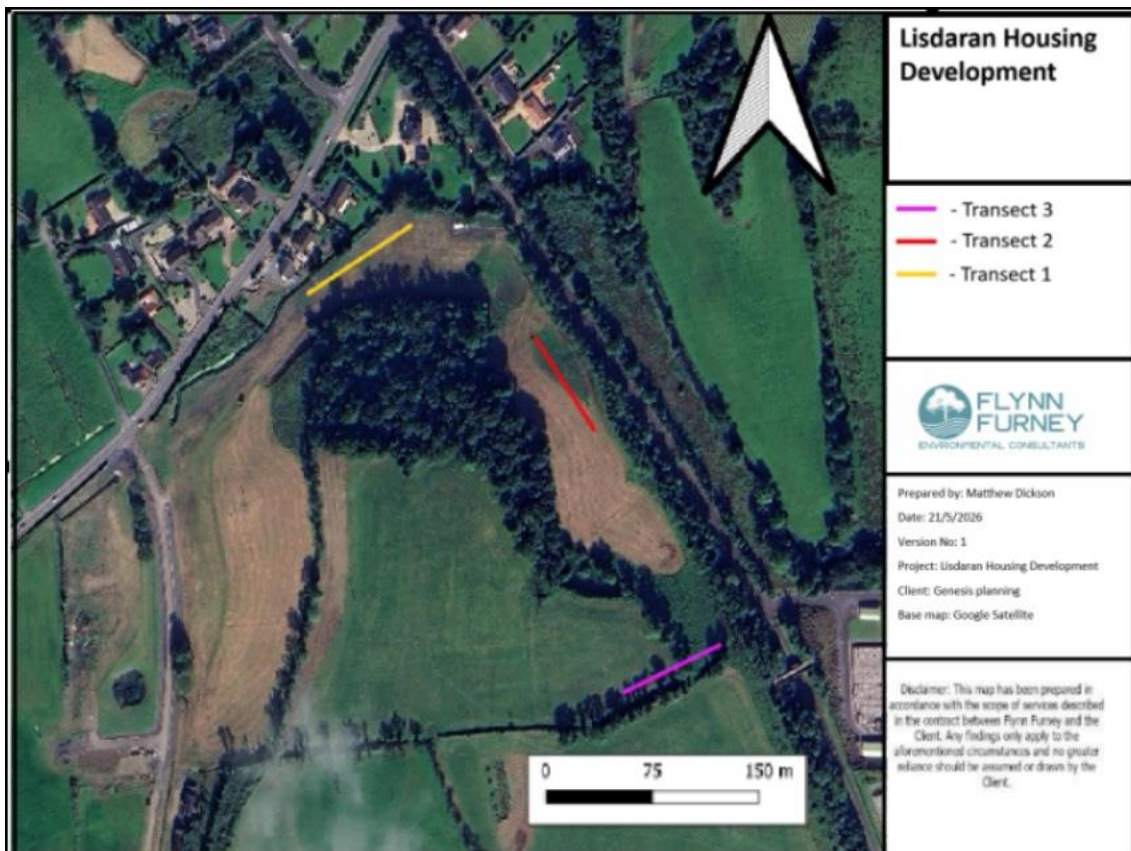 Lisdaran Housing
Development
- Transect 3
- Transect 2
- Transect 1
FLYNN
FURNEY
ENVIRONMENTAL CONSULTANTS
Prepared by: Matthew Dickson
Date: 21/5/2026
Version No: 1
Project: Lisdaran Housing Development
Client: Genesis planning
Base map: Google Satellite
Disclaimer: This map has been prepared in
accordance with the scope of services described
in the contract between Flynn Furney and the
Client. Any findings only apply to the
aforementioned circumstances and no greater
reliance should be assumed or drawn by the
Client.
0 75 150 m